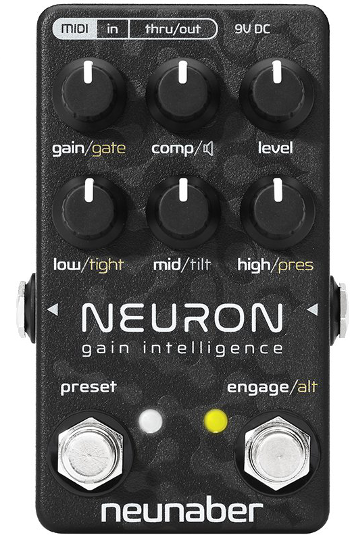 MIDI in thru/out 9V DC
gain/gate comp/ level
low/tight mid/tilt high/pres
NEURON
gain intelligence
preset engage/alt
neunaber